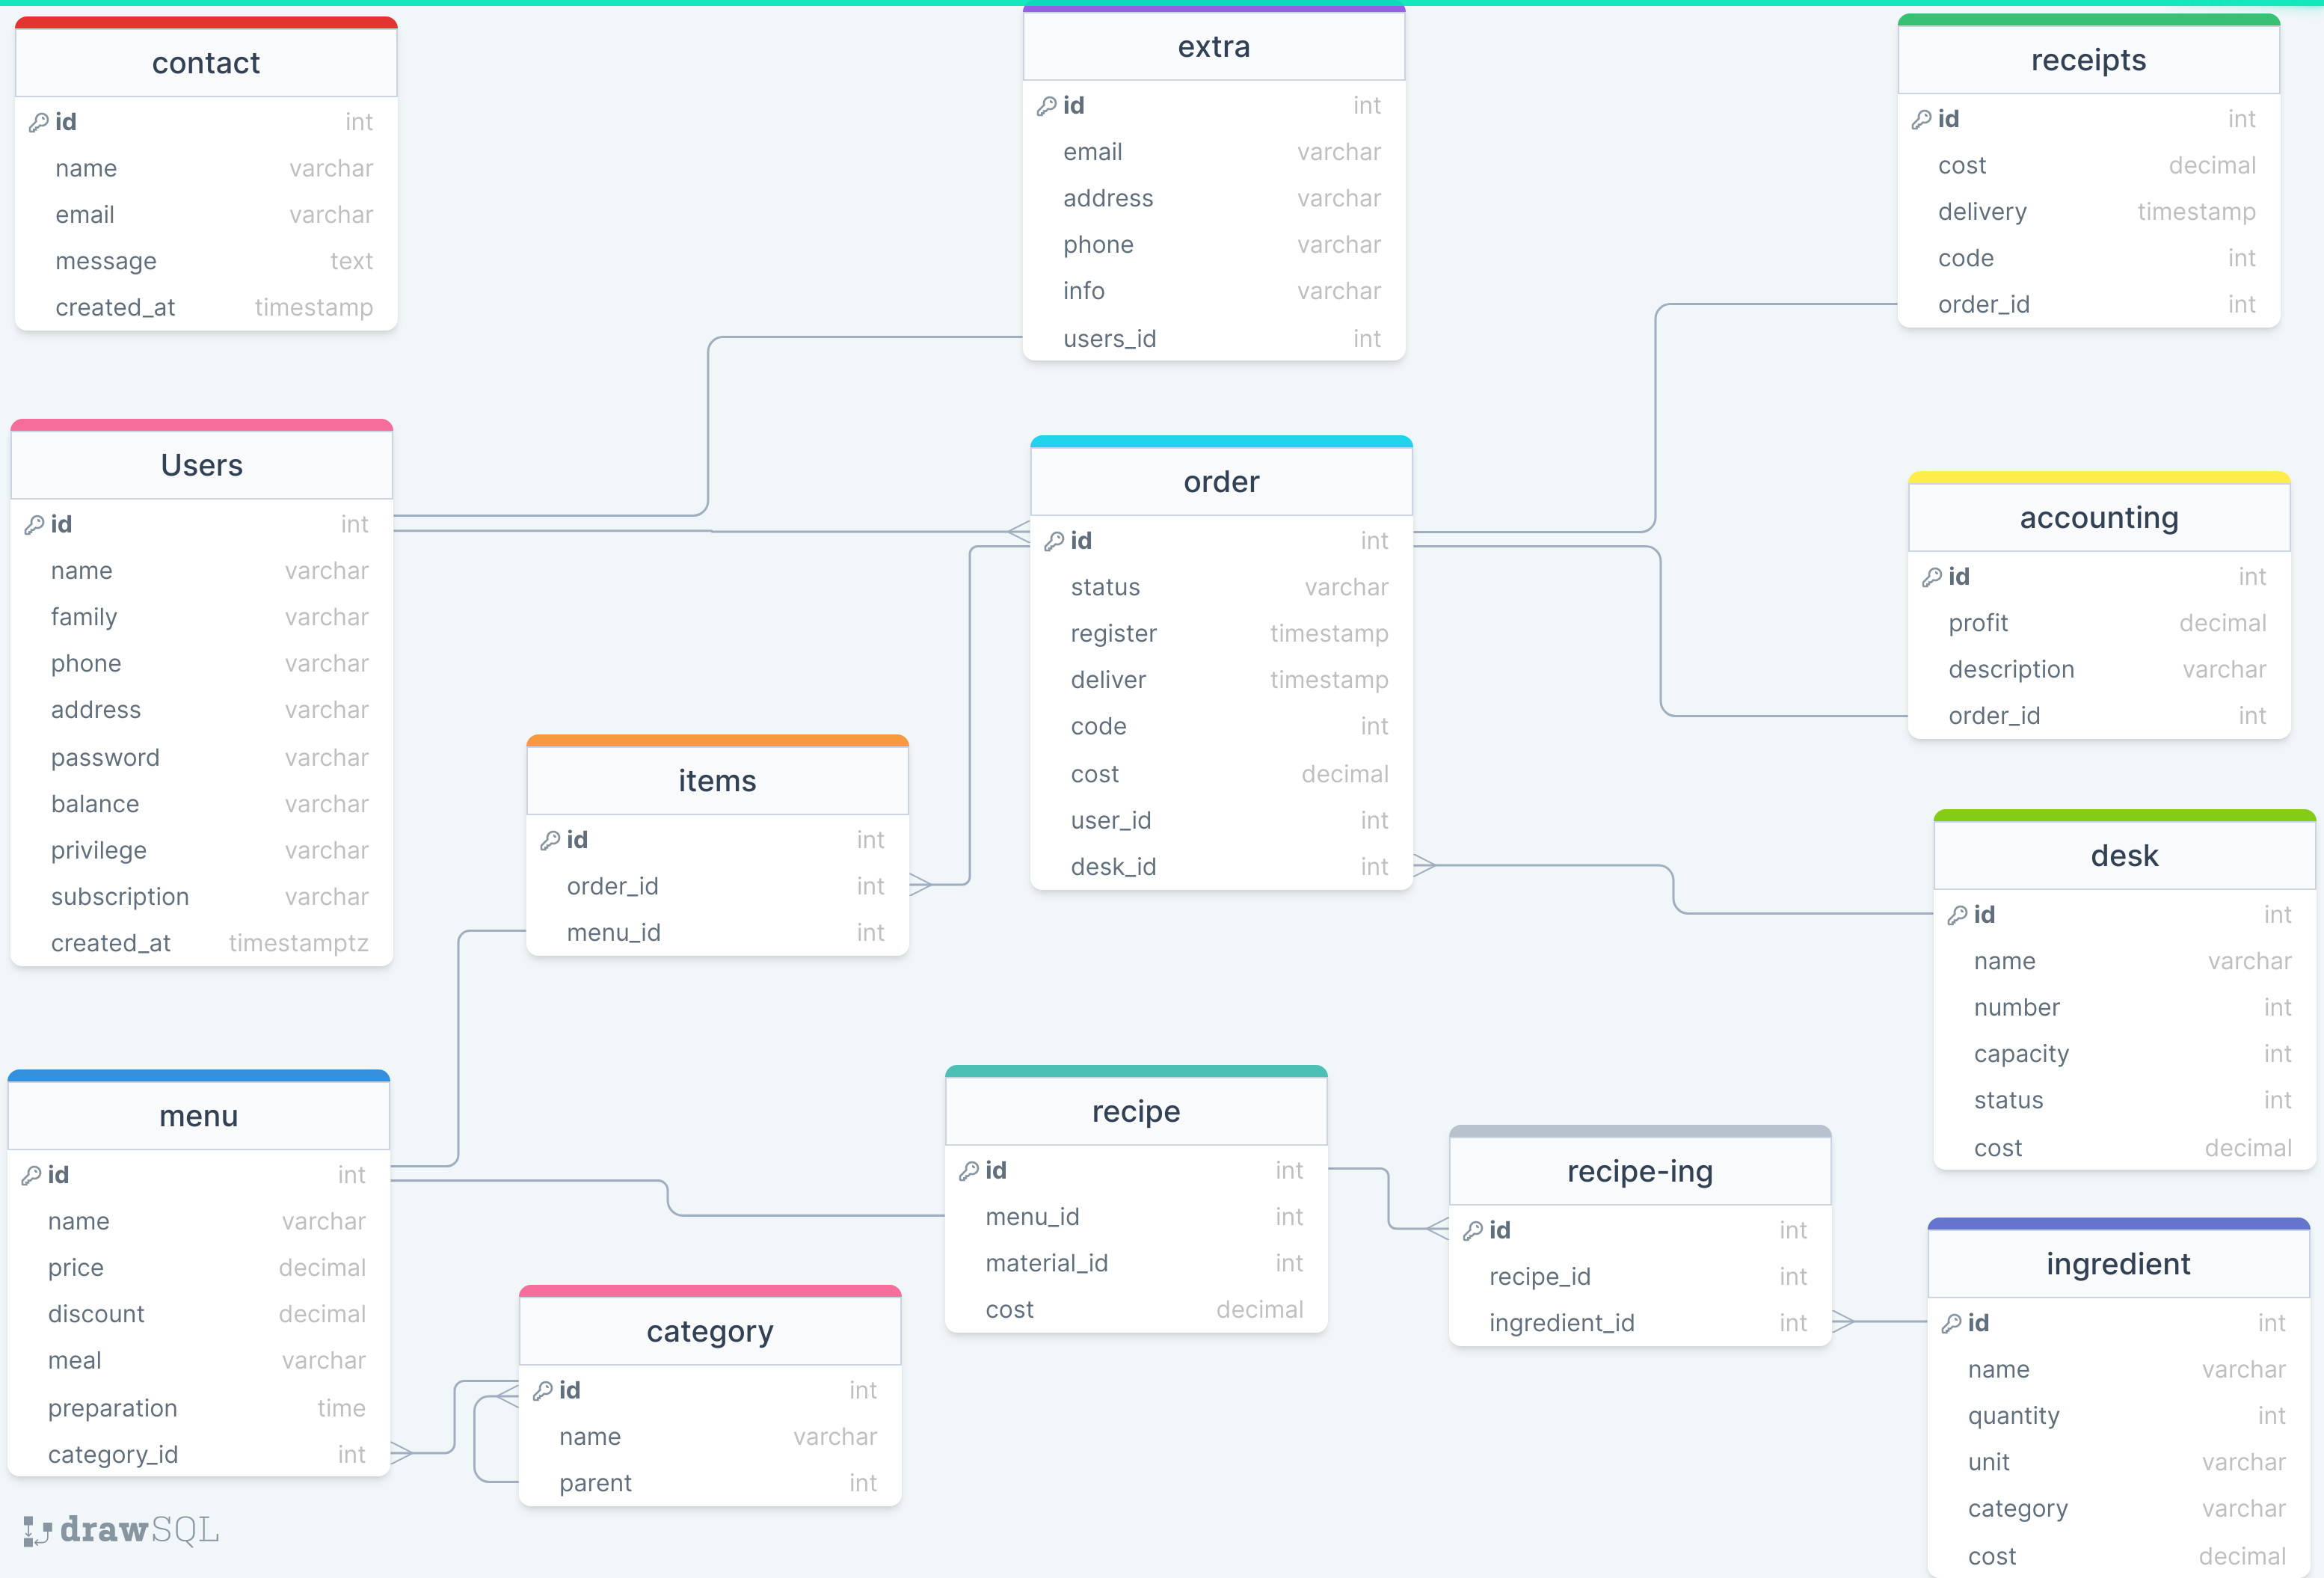 contact
id int
name varchar
email varchar
message text
created_at timestamp
extra
id int
email varchar
address varchar
phone varchar
info varchar
users_id int
receipts
id int
cost decimal
delivery timestamp
code int
order_id int
Users
id int
name varchar
family varchar
phone varchar
address varchar
password varchar
balance varchar
privilege varchar
subscription varchar
created_at timestamptz
order
id int
status varchar
register timestamp
deliver timestamp
code int
cost decimal
user_id int
desk_id int
accounting
id int
profit decimal
description varchar
order_id int
items
id int
order_id int
menu_id int
desk
id int
name varchar
number int
capacity int
status int
cost decimal
menu
id int
name varchar
price decimal
discount decimal
meal varchar
preparation time
category_id int
recipe
id int
menu_id int
material_id int
cost decimal
recipe-ing
id int
recipe_id int
ingredient_id int
ingredient
id int
name varchar
quantity int
unit varchar
category varchar
cost decimal
category
id int
name varchar
parent int
drawSQL